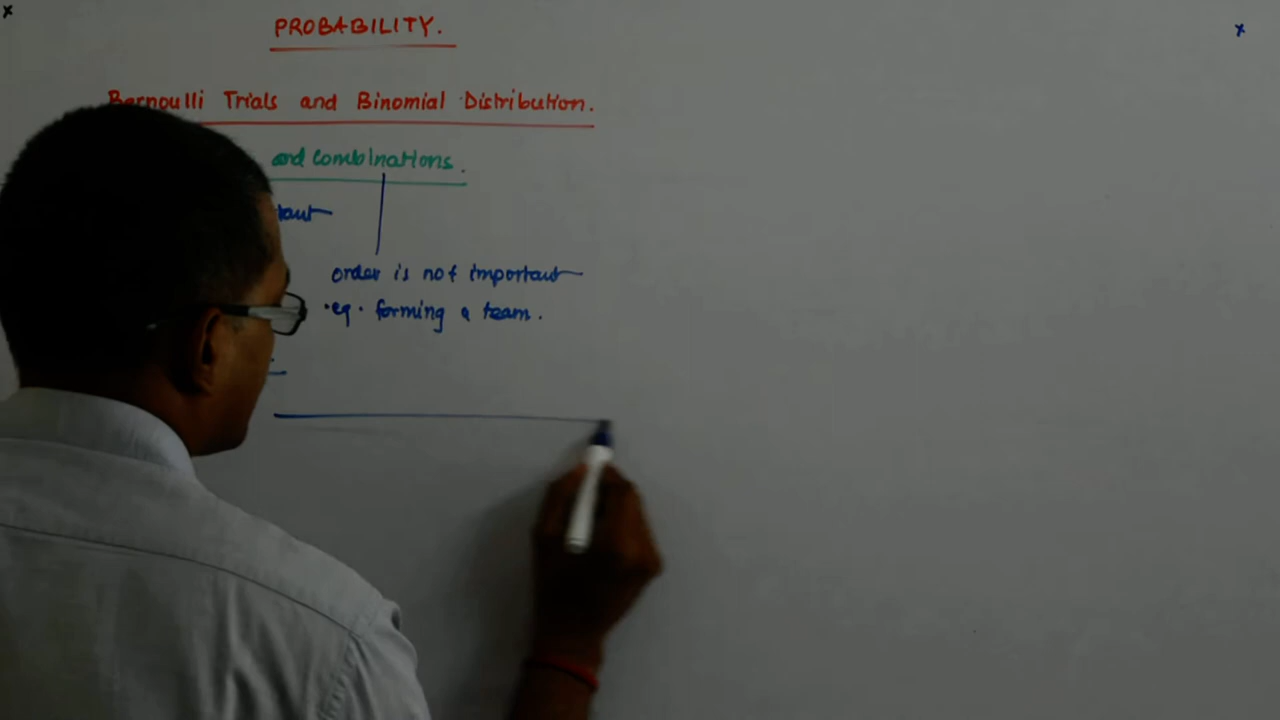 PROBABILITY.
Bernoulli Trials and Binomial Distribution.
and combinations.
order is not important
eg. forming a team.